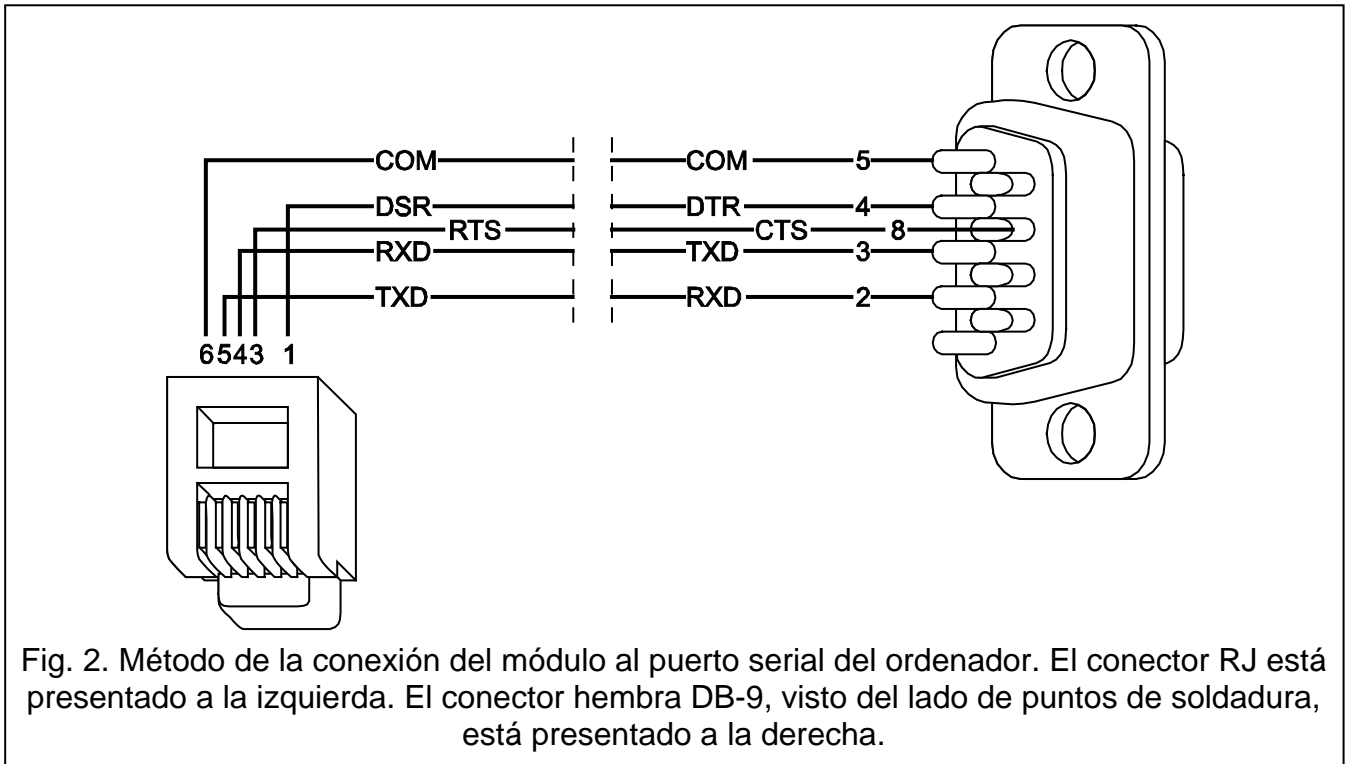 COM COM 5
DSR DTR 4
RTS CTS 8
RXD TXD 3
TXD RXD 2
6543 1
Fig. 2. Método de la conexión del módulo al puerto serial del ordenador. El conector RJ está
presentado a la izquierda. El conector hembra DB-9, visto del lado de puntos de soldadura,
está presentado a la derecha.